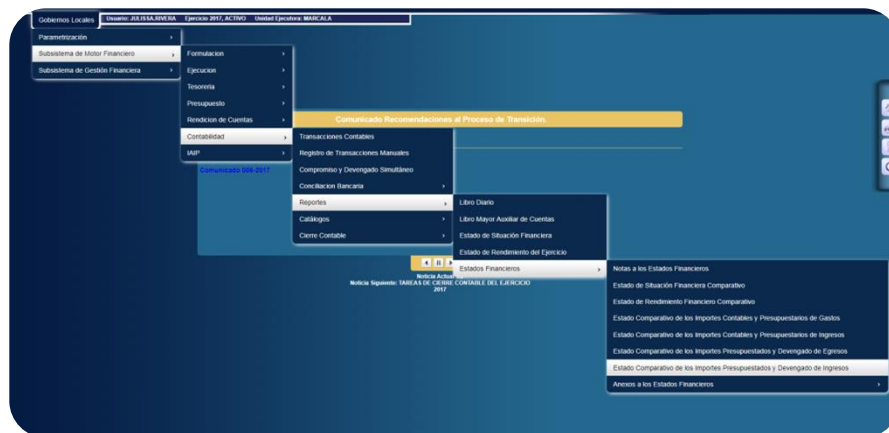 Gobiernos Locales
Usuario: JULISSA.RIVERA Ejercicio 2017, ACTIVO Unidad Ejecutora: MARCALA
Parametrización
Subsistema de Motor Financiero
Subsistema de Gestión Financiera
Formulacion
Ejecucion
Tesoreria
Presupuesto
Rendicion de Cuentas
Contabilidad
IAIP
Comunicado Recomendaciones al Proceso de Transición.
Comunicado 008-2017
Transacciones Contables
Registro de Transacciones Manuales
Compromiso y Devengado Simultáneo
Conciliacion Bancaria
Reportes
Catálogos
Cierre Contable
Libro Diario
Libro Mayor Auxiliar de Cuentas
Estado de Situación Financiera
Estado de Rendimiento del Ejercicio
Estados Financieros
Noticia Actual
Noticia Siguiente: TAREAS DE CIERRE CONTABLE DEL EJERCICIO
2017
Notas a los Estados Financieros
Estado de Situación Financiera Comparativo
Estado de Rendimiento Financiero Comparativo
Estado Comparativo de los Importes Contables y Presupuestarios de Gastos
Estado Comparativo de los Importes Contables y Presupuestarios de Ingresos
Estado Comparativo de los Importes Presupuestados y Devengado de Egresos
Estado Comparativo de los Importes Presupuestados y Devengado de Ingresos
Anexos a los Estados Financieros